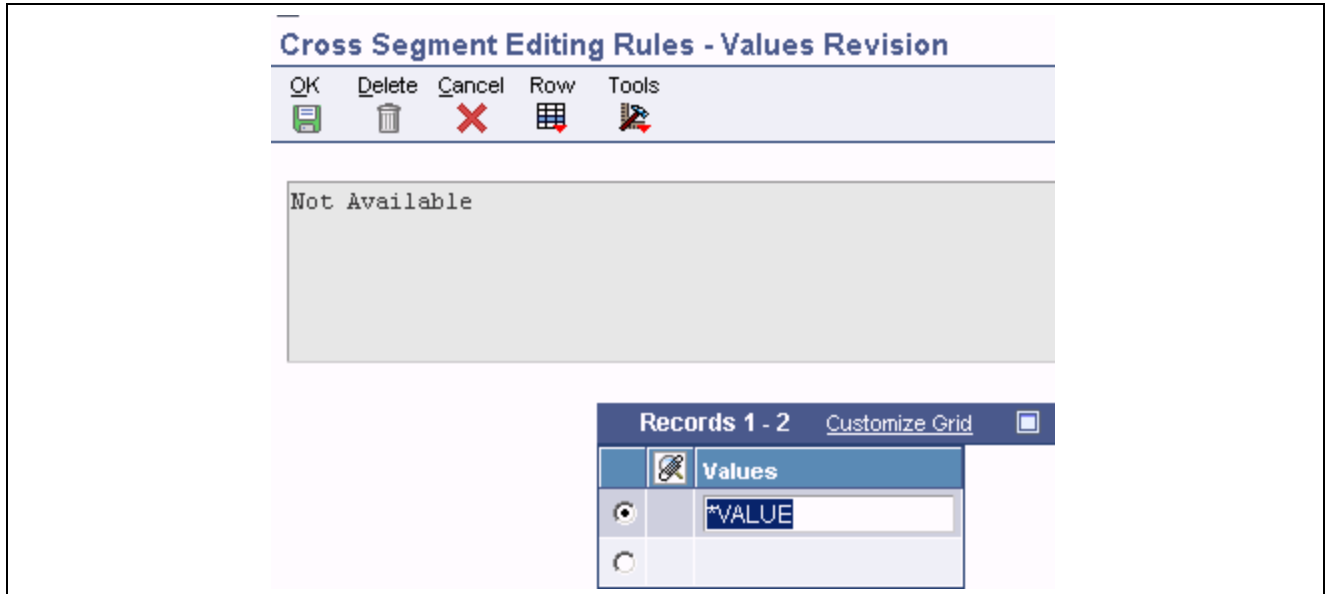 Cross Segment Editing Rules - Values Revision
OK Delete Cancel Row Tools
Not Available
Records 1 - 2 Customize Grid
Values
*VALUE